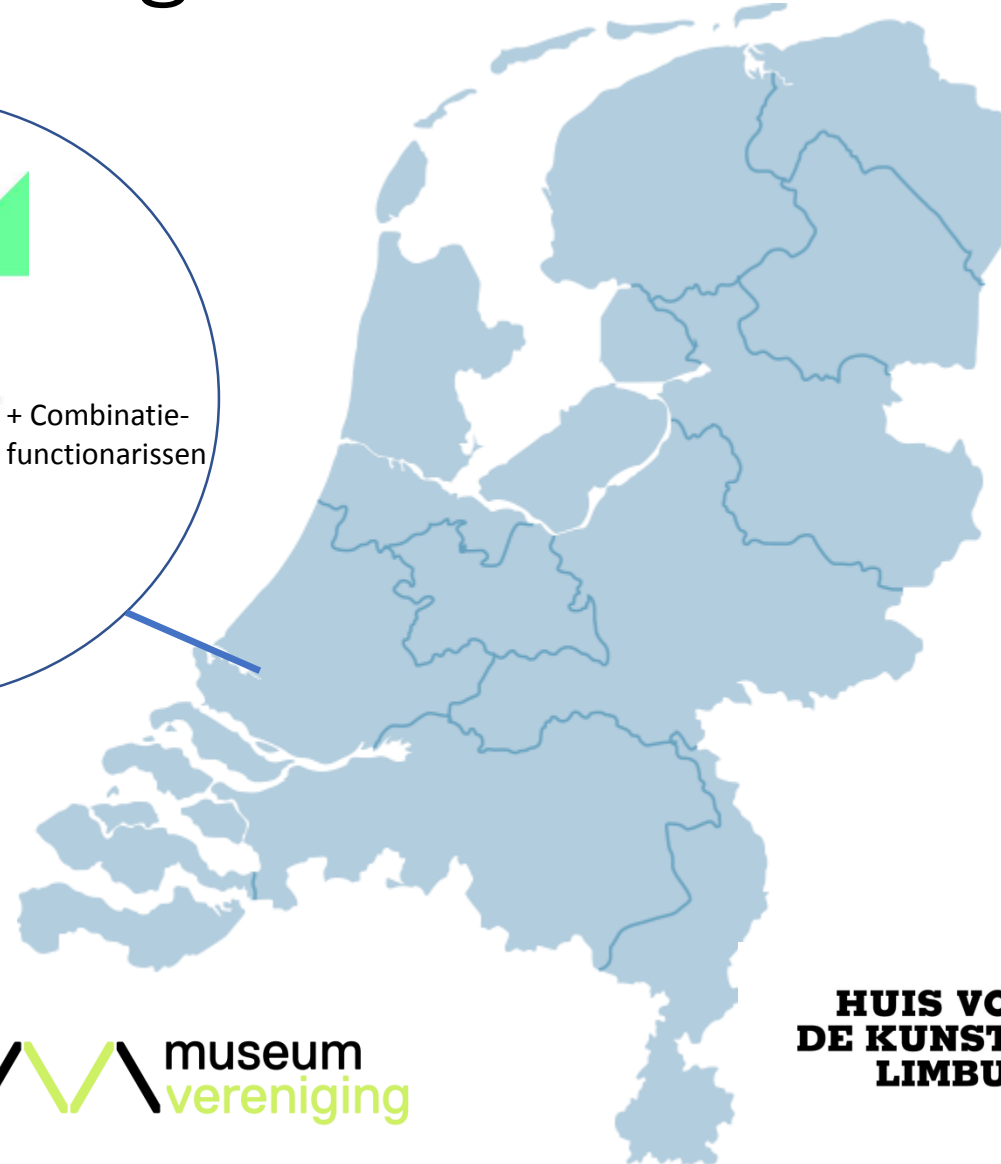 + Combinatie-
functionarissen
museum
vereniging
HUIS VO
DE KUNST
LIMBU